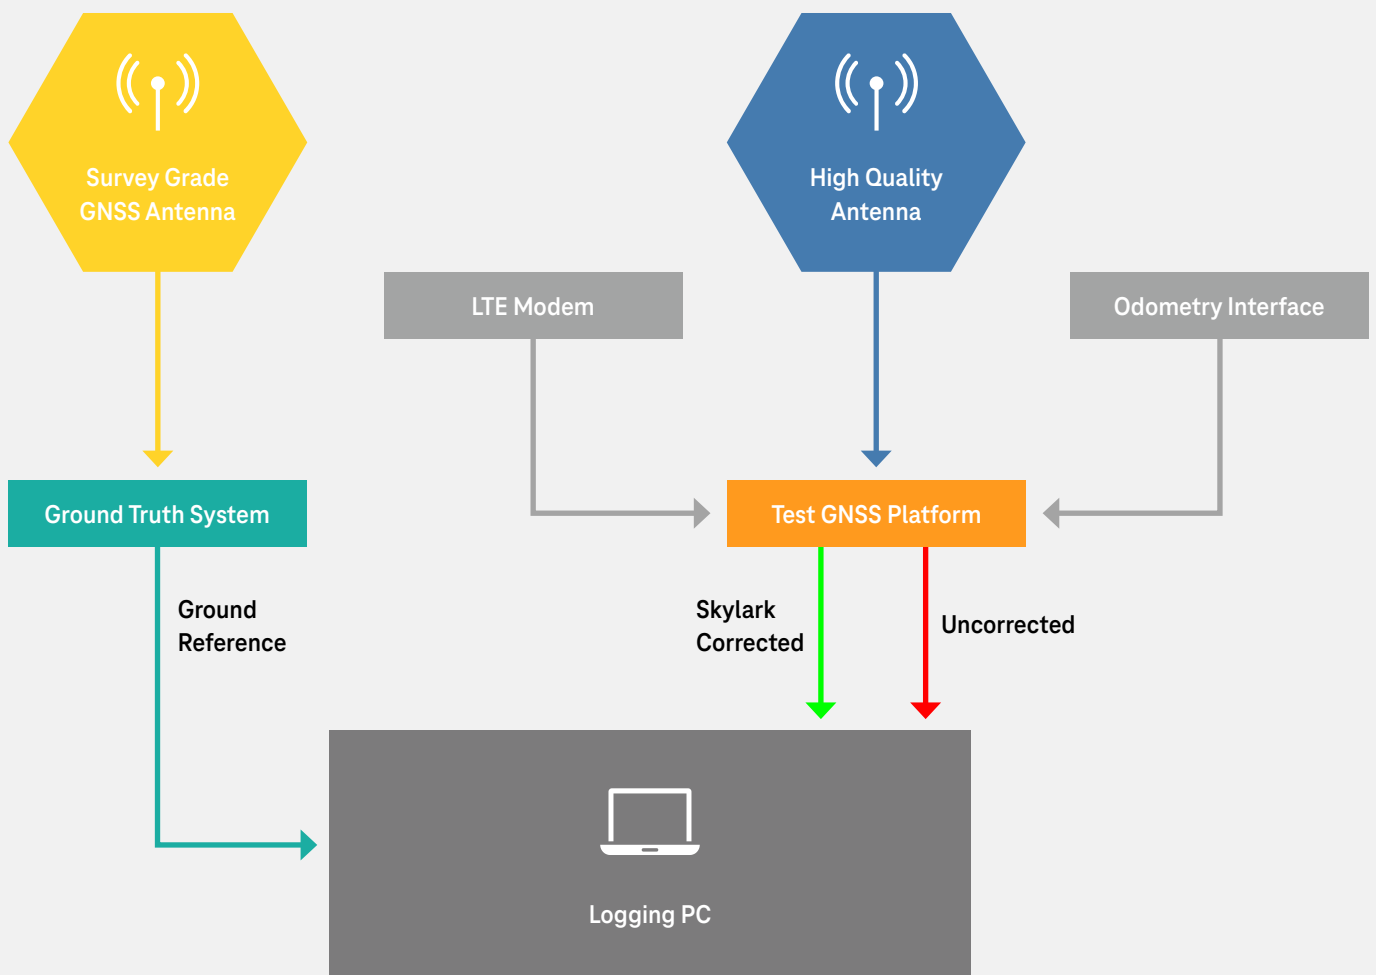 Survey Grade
GNSS Antenna
High Quality
Antenna
LTE Modem
Odometry Interface
Ground Truth System
Test GNSS Platform
Ground
Reference
Skylark
Corrected
Uncorrected
Logging PC